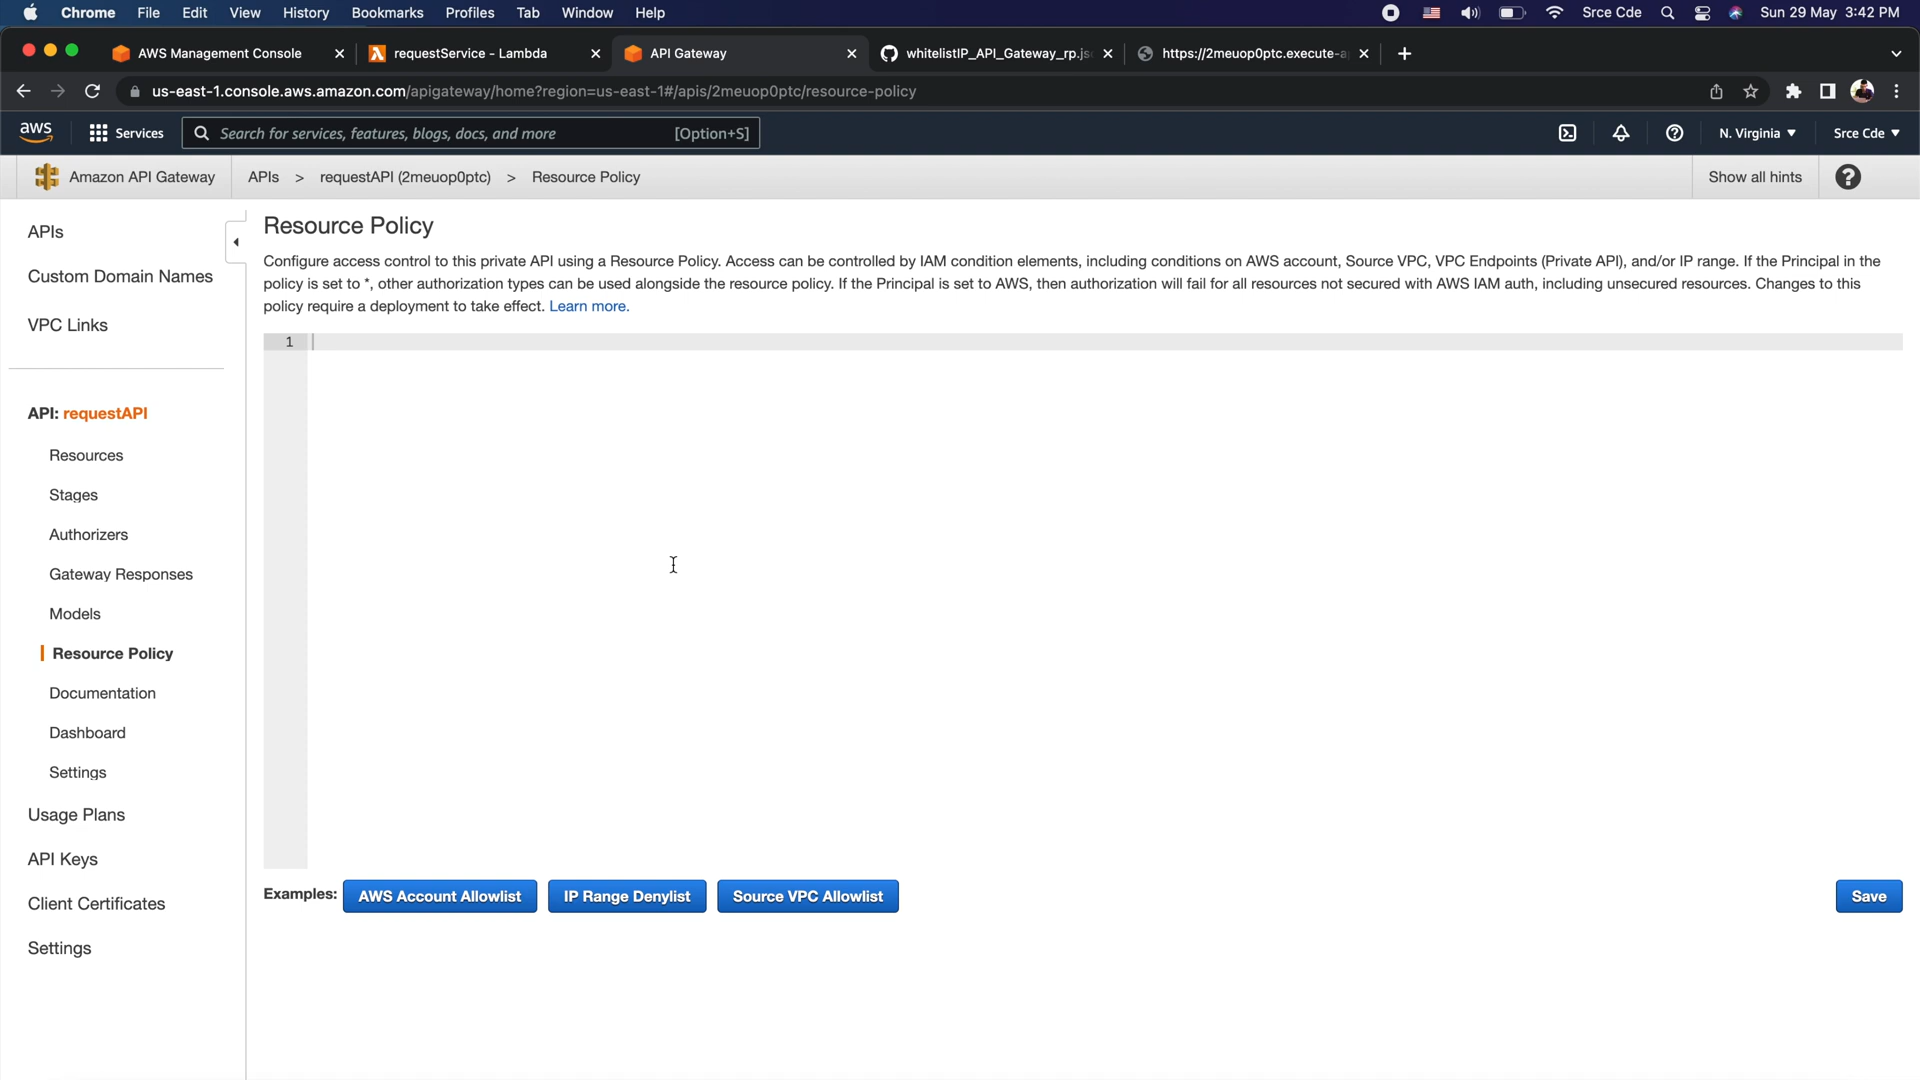 Chrome File Edit View History Bookmarks Profiles Tab Window Help Srce Cde Sun 29 May 3:42 PM
AWS Management Console requestService - Lambda API Gateway whitelistIP_API_Gateway_rp.js https://2meuop0ptc.execute-a
us-east-1.console.aws.amazon.com/apigateway/home?region=us-east-1#/apis/2meuop0ptc/resource-policy
aws Services Search for services, features, blogs, docs, and more [Option+S] N. Virginia Srce Cde
Amazon API Gateway APIs > requestAPI (2meuop0ptc) > Resource Policy Show all hints
APIs
Custom Domain Names
VPC Links
API: requestAPI
Resources
Stages
Authorizers
Gateway Responses
Models
Resource Policy
Documentation
Dashboard
Settings
Usage Plans
API Keys
Client Certificates
Settings
Resource Policy
Configure access control to this private API using a Resource Policy. Access can be controlled by IAM condition elements, including conditions on AWS account, Source VPC, VPC Endpoints (Private API), and/or IP range. If the Principal in the
policy is set to *, other authorization types can be used alongside the resource policy. If the Principal is set to AWS, then authorization will fail for all resources not secured with AWS IAM auth, including unsecured resources. Changes to this
policy require a deployment to take effect. Learn more.
1
Examples: AWS Account Allowlist IP Range Denylist Source VPC Allowlist Save